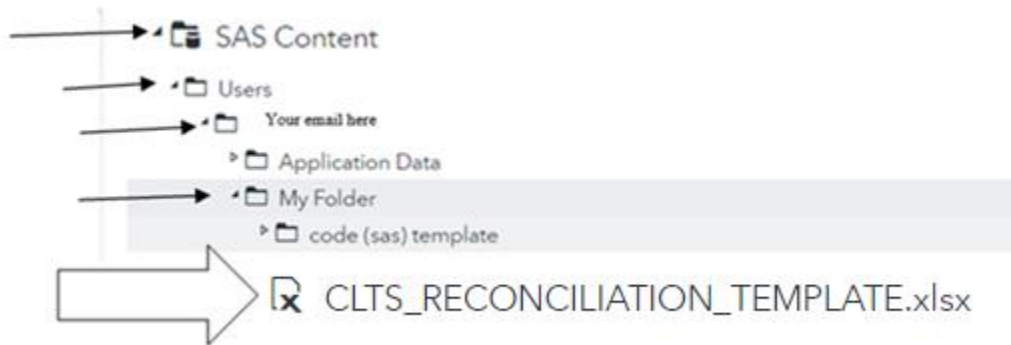 SAS Content
Users
Your email here
Application Data
My Folder
code (sas) template
CLTS_RECONCILIATION_TEMPLATE.xlsx